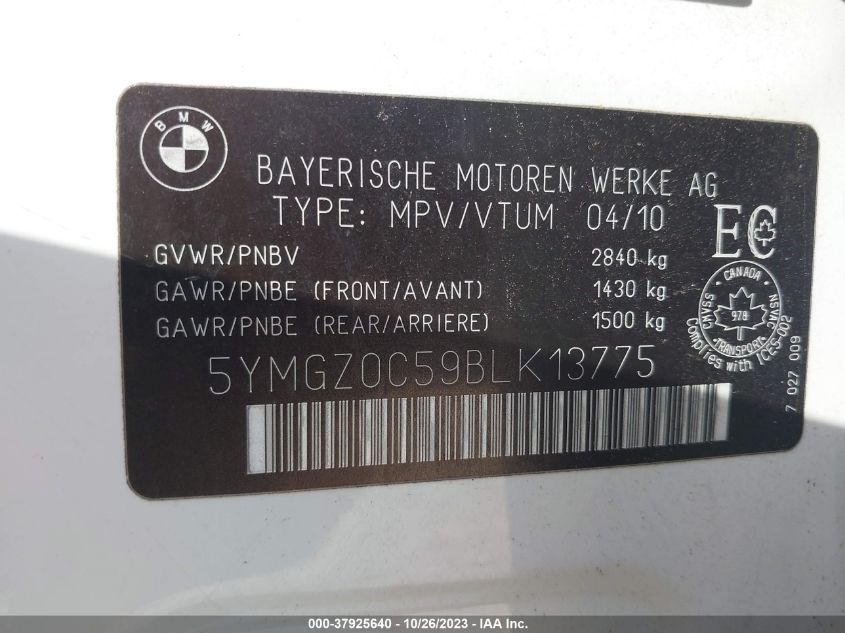 BMW
BAYERISCHE MOTOREN WERKE AG
TYPE: MPV/VTUM 04/10
EC
GVWR/PNBV 2840 kg
GAWR/PNBE (FRONT/AVANT) 1430 kg
GAWR/PNBE (REAR/ARRIERE) 1500 kg
CANADA
CMVSS NSVAC
978
TRANSPORT
Complies with ICES-002
7 027 009
5YMGZ0C59BLK13775
000-37925640 - 10/26/2023 - IAA Inc.